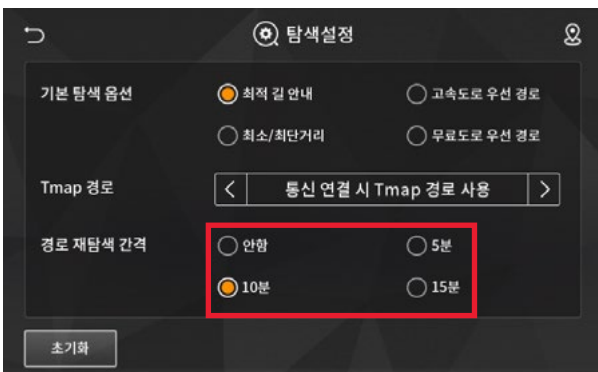 탐색설정
기본 탐색 옵션
최적 길 안내
고속도로 우선 경로
최소/최단거리
무료도로 우선 경로
Tmap 경로
통신 연결 시 Tmap 경로 사용
경로 재탐색 간격
안함
5분
10분
15분
초기화